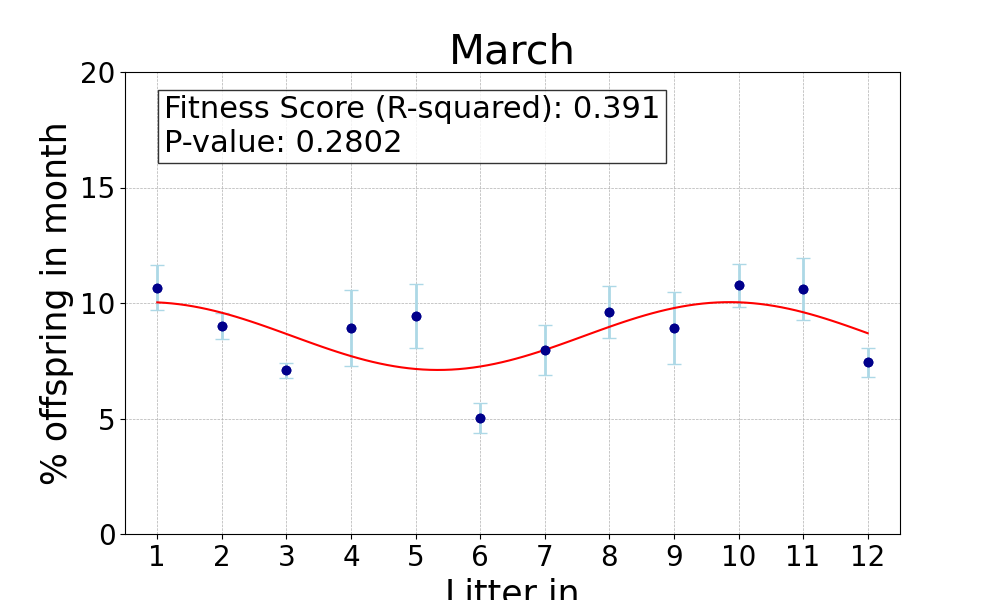 March
Fitness Score (R-squared): 0.391
P-value: 0.2802
% offspring in month
20
15
10
5
0
1 2 3 4 5 6 7 8 9 10 11 12
Litter in